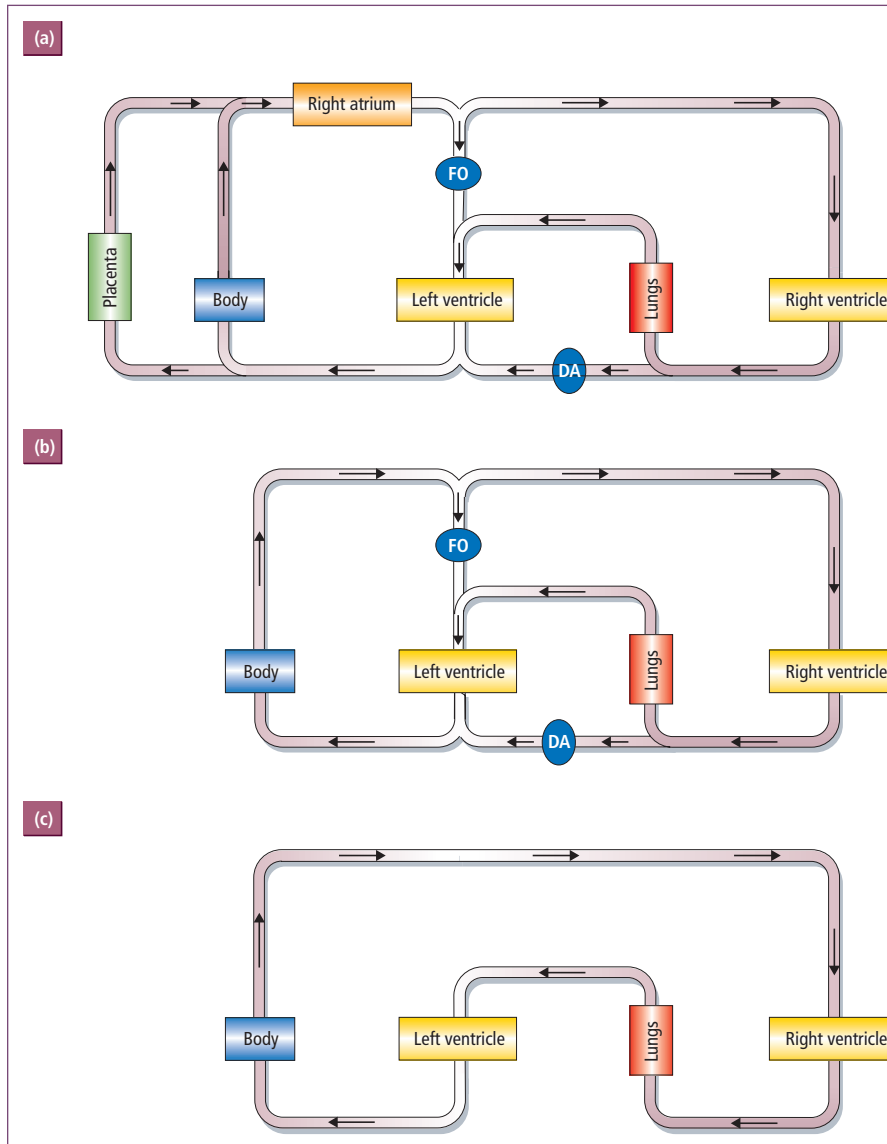 (a)
Right atrium
FO
Placenta
Body
Left ventricle
Lungs
Right ventricle
DA
(b)
FO
Body
Left ventricle
Lungs
Right ventricle
DA
(c)
Body
Left ventricle
Lungs
Right ventricle